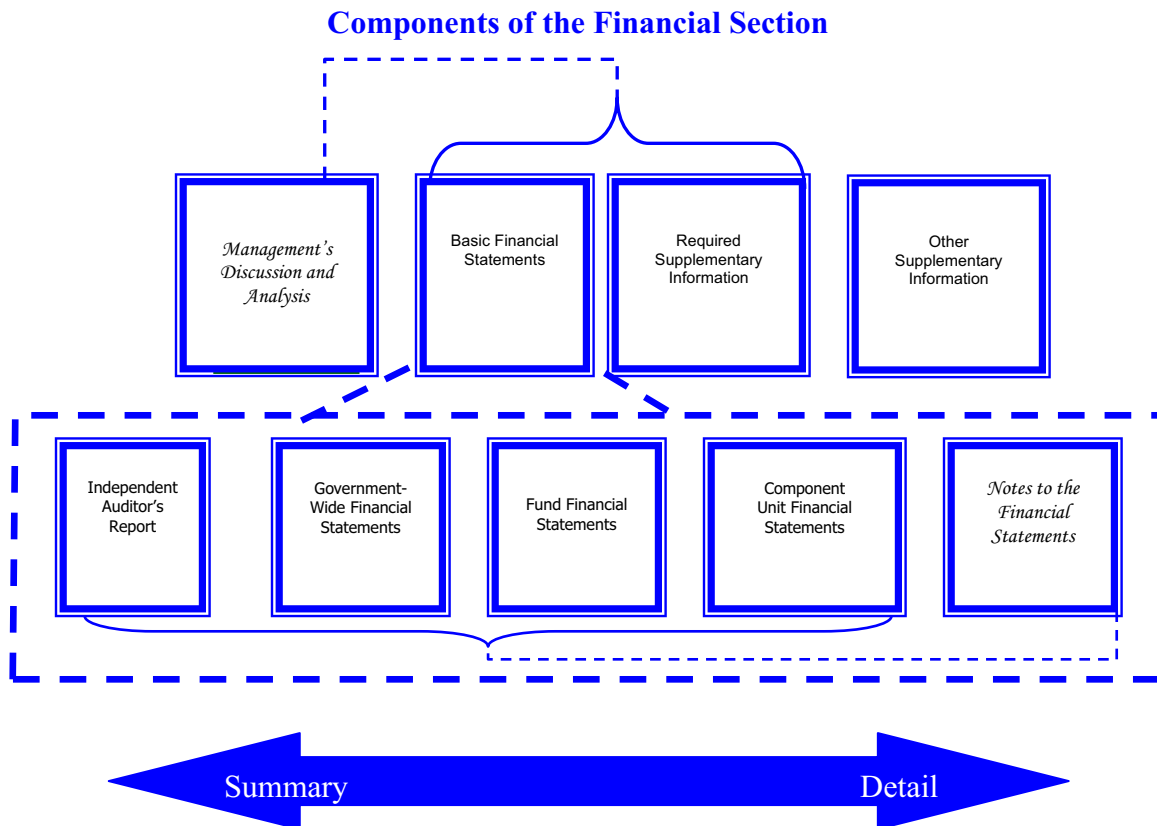 Components of the Financial Section
Management’s
Discussion and
Analysis
Basic Financial
Statements
Required
Supplementary
Information
Other
Supplementary
Information
Independent
Auditor’s
Report
Government-
Wide Financial
Statements
Fund Financial
Statements
Component
Unit Financial
Statements
Notes to the
Financial
Statements
Summary
Detail